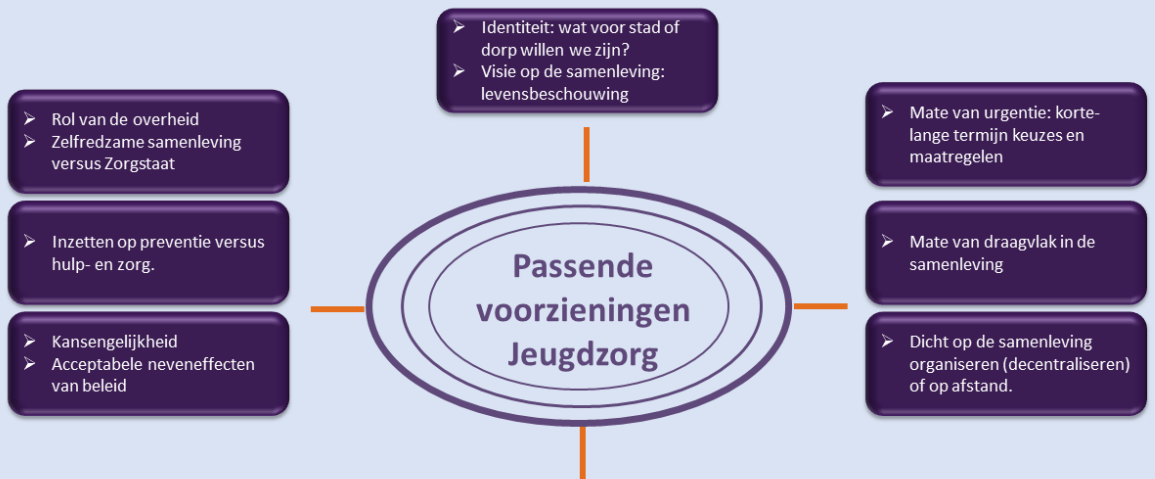 ➢ Identiteit: wat voor stad of
dorp willen we zijn?
➢ Visie op de samenleving:
levensbeschouwing
➢ Rol van de overheid
➢ Zelfredzame samenleving
versus Zorgstaat
➢ Inzetten op preventie versus
hulp- en zorg.
➢ Kansengelijkheid
➢ Acceptabele neveneffecten
van beleid
Passende
voorzieningen
Jeugdzorg
➢ Mate van urgentie: korte-
lange termijn keuzes en
maatregelen
➢ Mate van draagvlak in de
samenleving
➢ Dicht op de samenleving
organiseren (decentraliseren)
of op afstand.